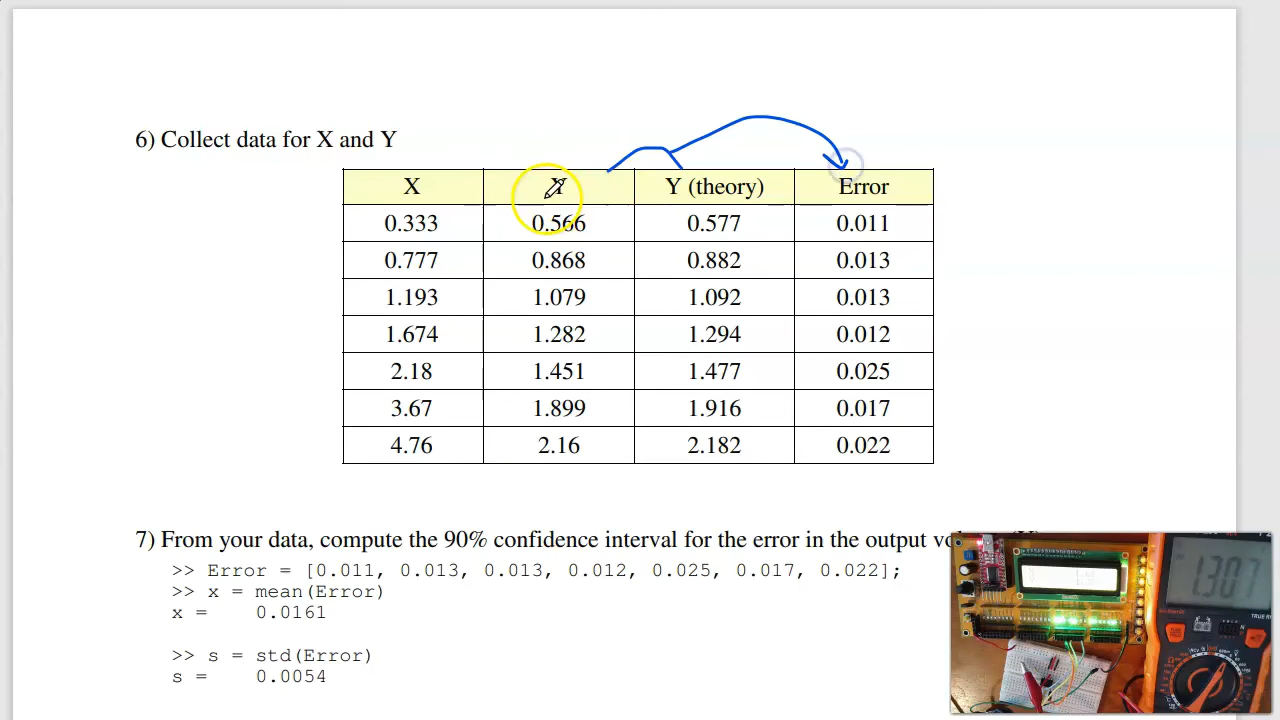 6) Collect data for X and Y
X Y Y (theory) Error
0.333 0.566 0.577 0.011
0.777 0.868 0.882 0.013
1.193 1.079 1.092 0.013
1.674 1.282 1.294 0.012
2.18 1.451 1.477 0.025
3.67 1.899 1.916 0.017
4.76 2.16 2.182 0.022
7) From your data, compute the 90% confidence interval for the error in the output
>> Error = [0.011, 0.013, 0.013, 0.012, 0.025, 0.017, 0.022];
>> x = mean(Error)
x = 0.0161
>> s = std(Error)
s = 0.0054
1.307